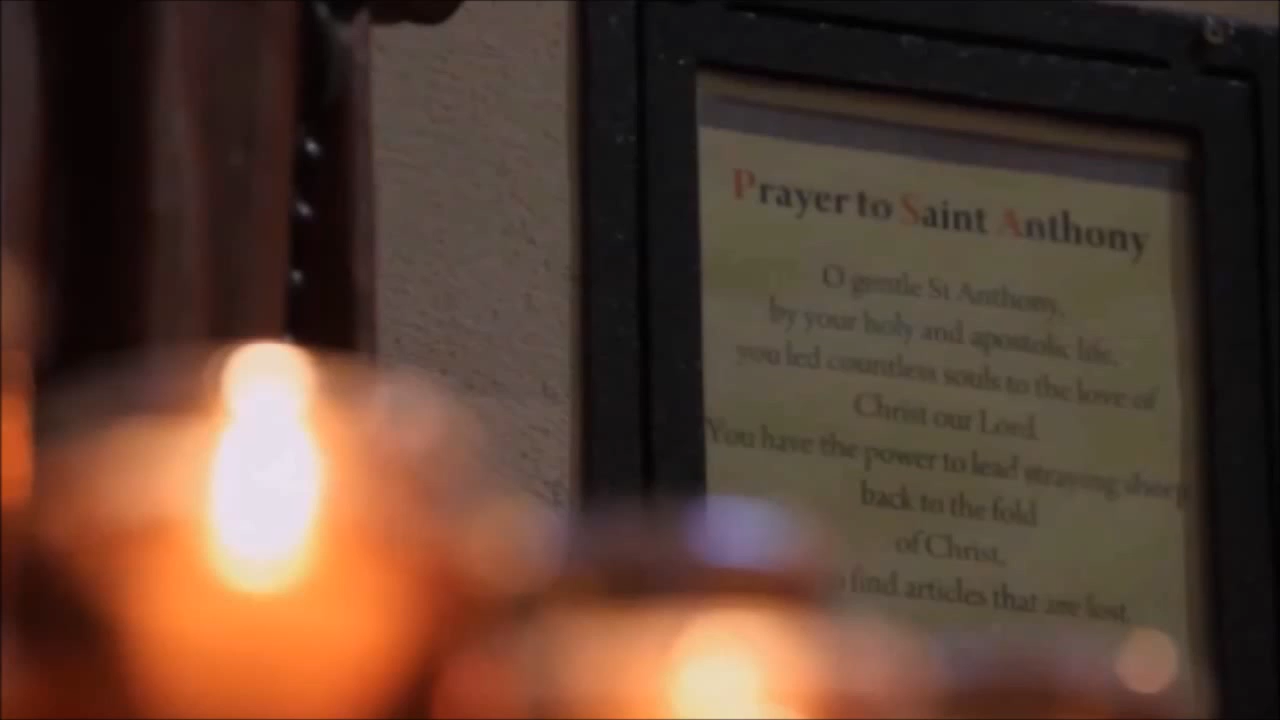 Prayer to Saint Anthony
O gentle St Anthony,
by your holy and apostolic life,
you led countless souls to the love of
Christ our Lord.
You have the power to lead straying sheep
back to the fold
of Christ,
find articles that are lost.